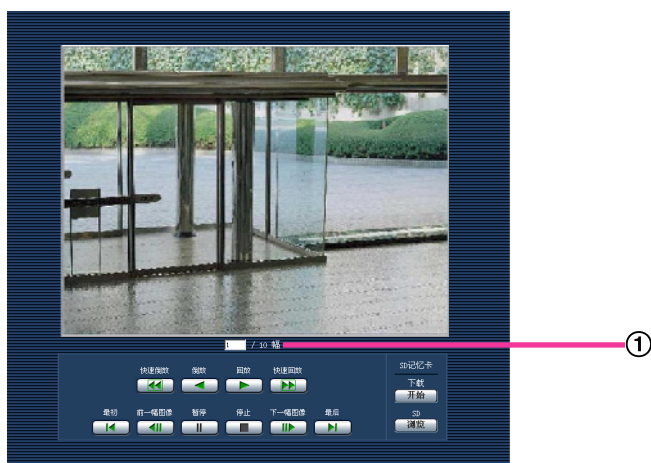 1 / 10 幅
①
快速倒放 倒放 回放 快速回放
最初 前一幅图像 暂停 停止 下一幅图像 最后
SD记忆卡
下载
开始
SD
浏览